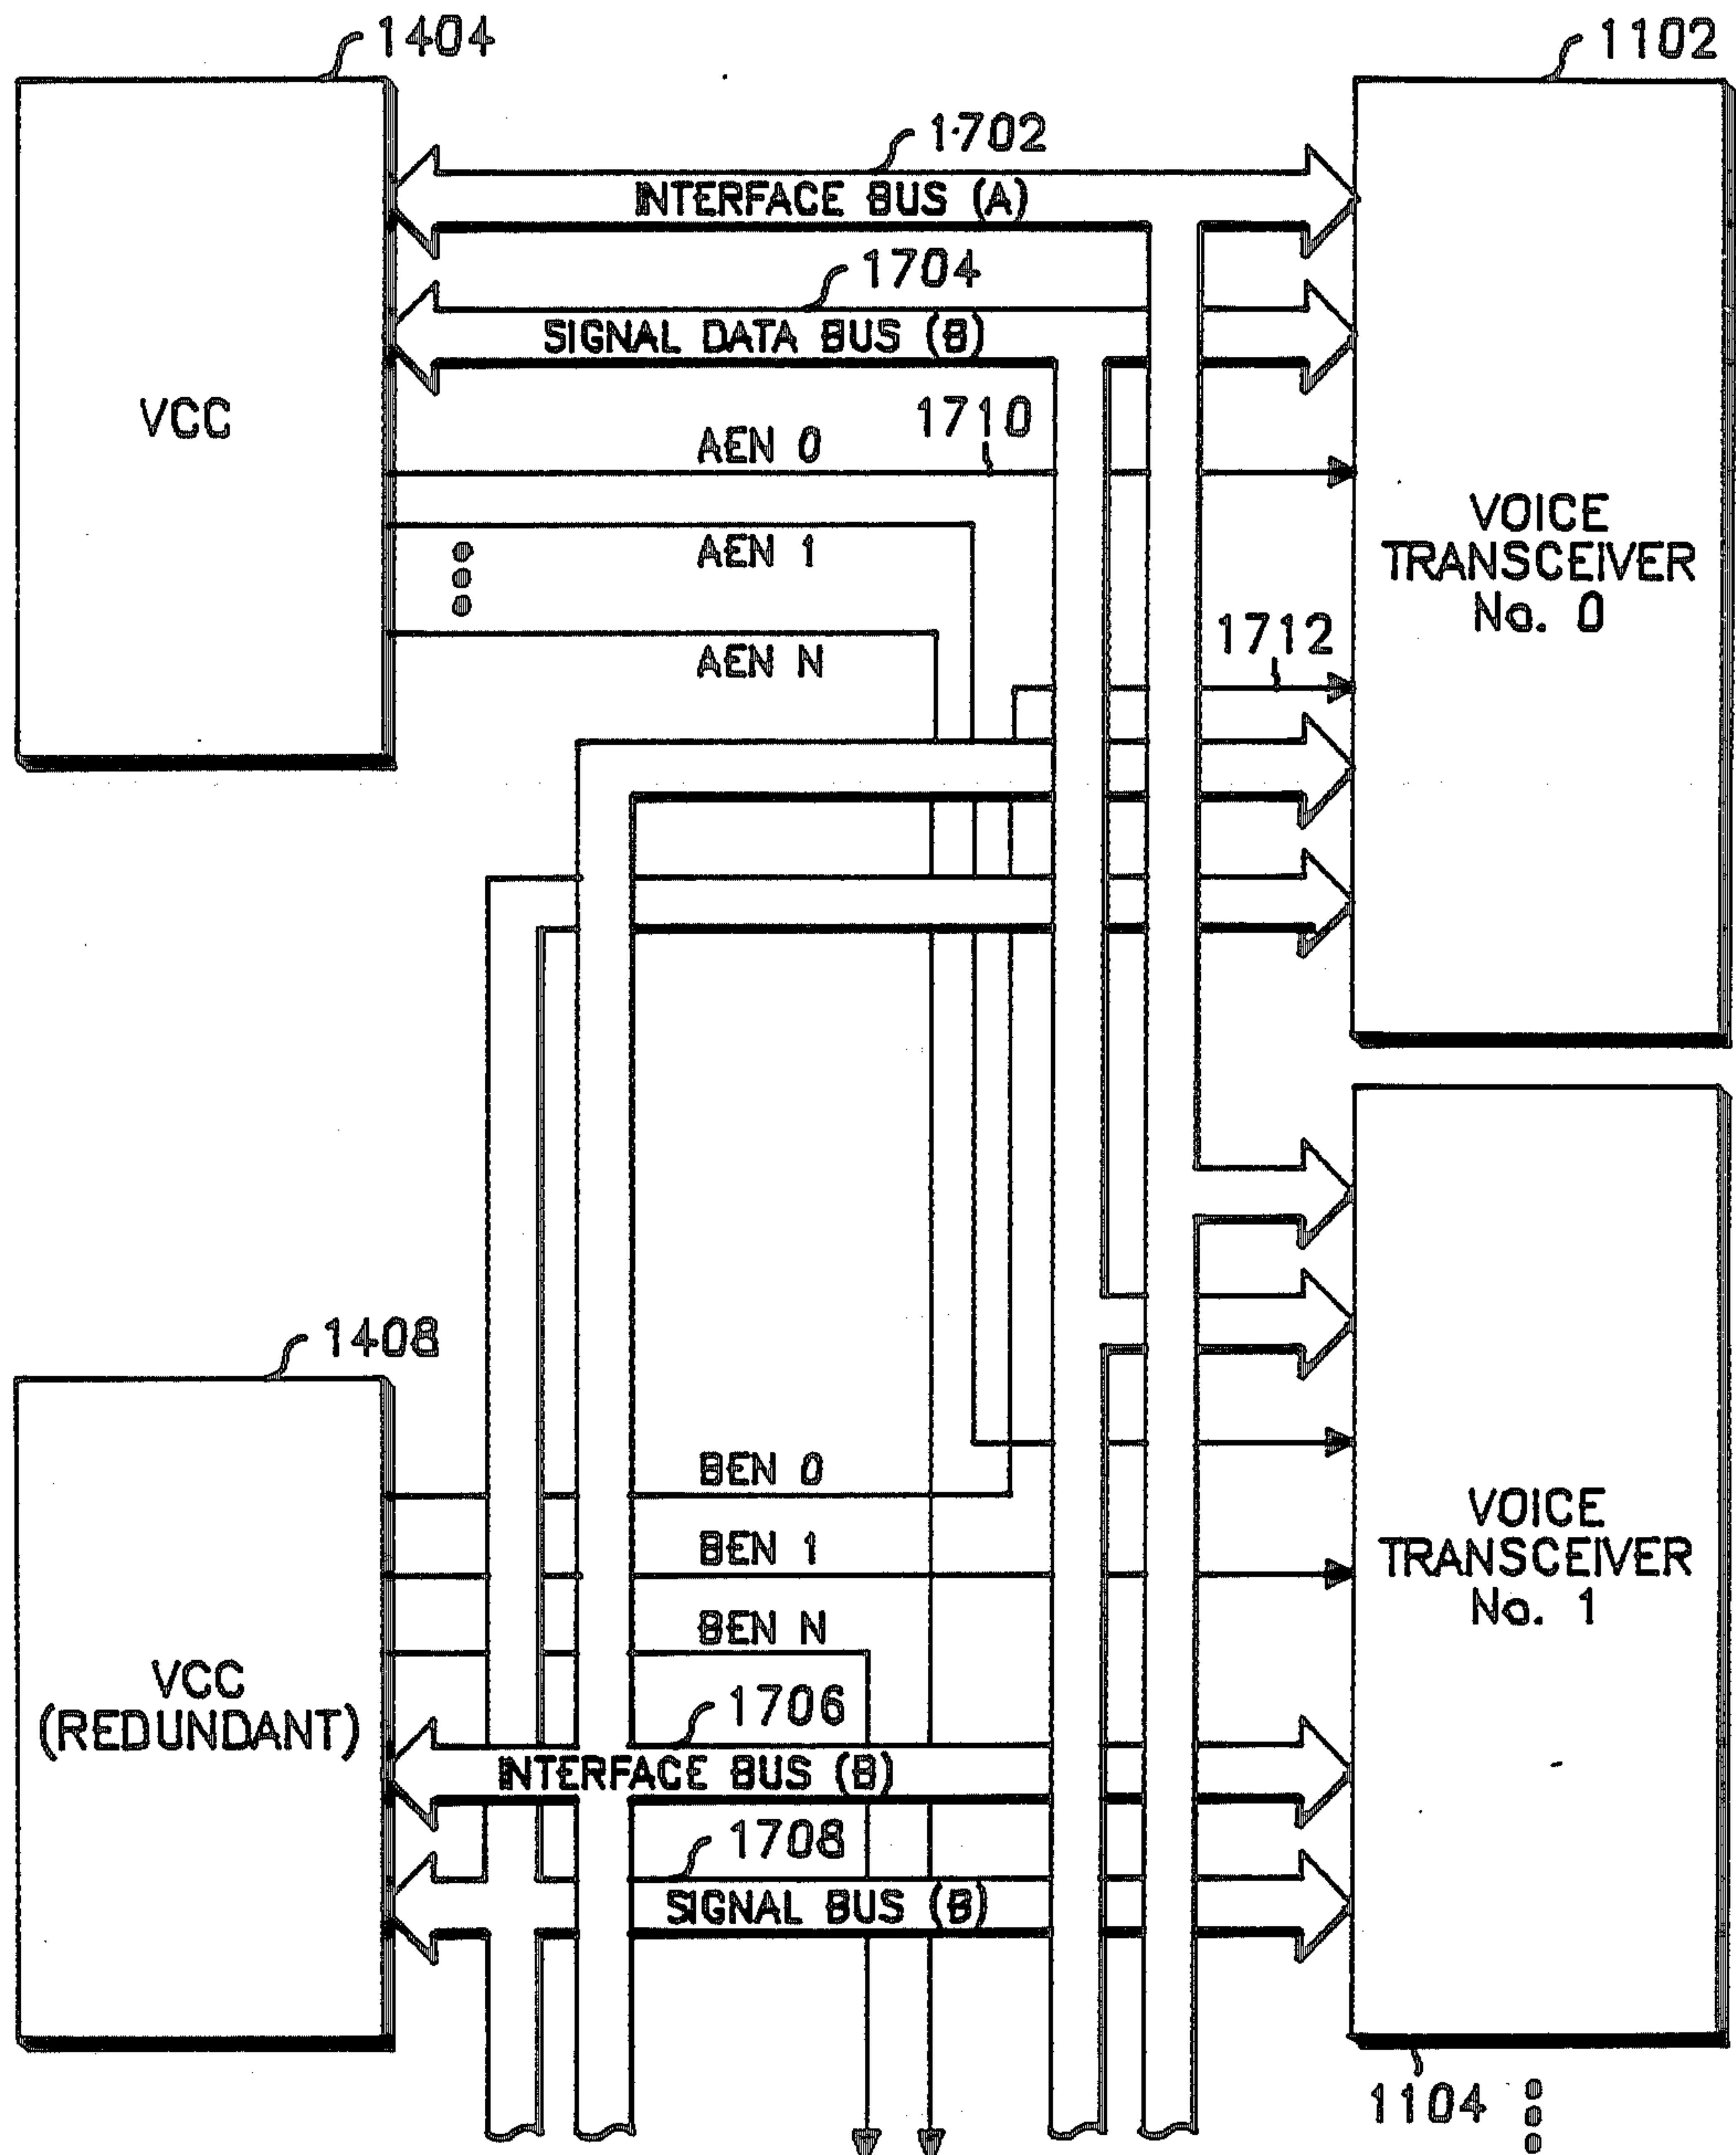 1404
1102
1702
INTERFACE BUS (A)
1704
SIGNAL DATA BUS (B)
VCC
AEN 0
1710
AEN 1
AEN N
VOICE
TRANSCEIVER
No. 0
1712
1408
BEN 0
BEN 1
BEN N
VCC
(REDUNDANT)
1706
INTERFACE BUS (B)
1708
SIGNAL BUS (B)
VOICE
TRANSCEIVER
No. 1
1104